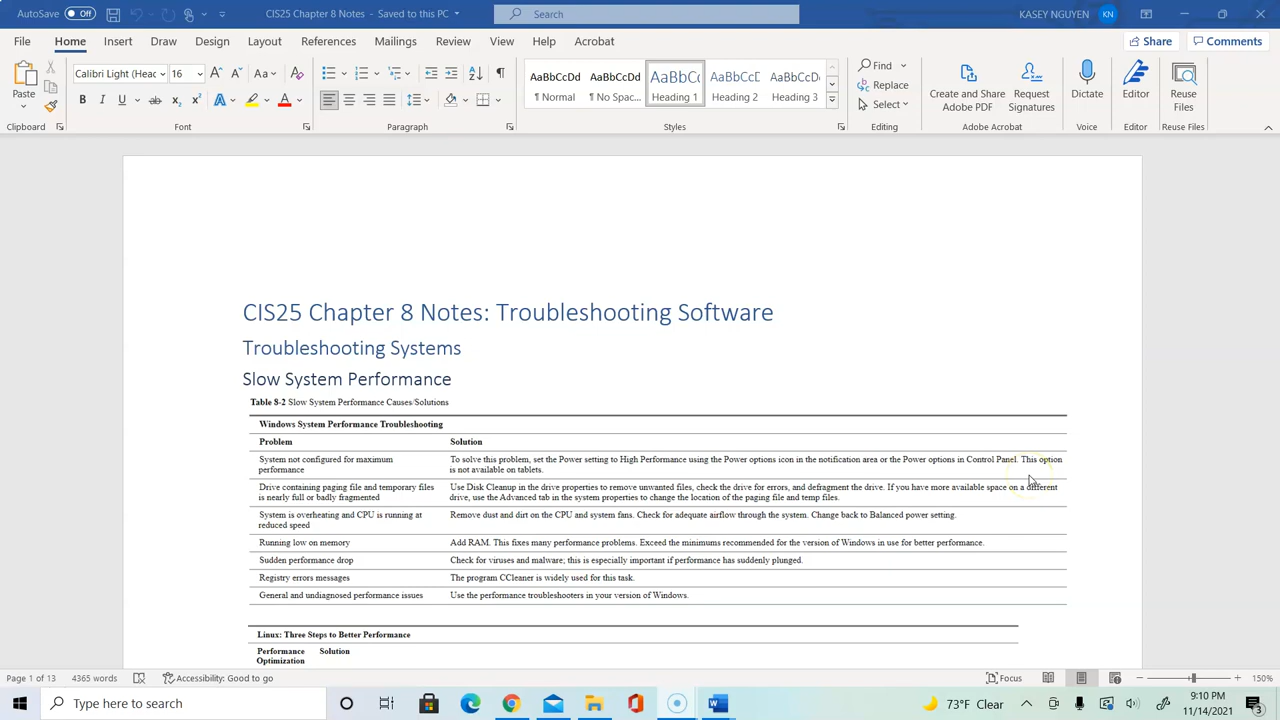 AutoSave Off CIS25 Chapter 8 Notes - Saved to this PC Search KASEY NGUYEN KN
File Home Insert Draw Design Layout References Mailings Review View Help Acrobat Share Comments
Paste
Clipboard
Calibri Light (Head 16
Font
Paragraph
AaBbCcDd AaBbCcDd AaBbC AaBbCcD AaBbCcD
¶ Normal ¶ No Spac... Heading 1 Heading 2 Heading 3
Styles
Find
Replace
Select
Editing
Create and Share Adobe PDF
Request Signatures
Adobe Acrobat
Dictate
Voice
Editor
Editor
Reuse Files
Reuse Files
CIS25 Chapter 8 Notes: Troubleshooting Software
Troubleshooting Systems
Slow System Performance
Table 8-2 Slow System Performance Causes/Solutions
Windows System Performance Troubleshooting
Problem Solution
System not configured for maximum To solve this problem, set the Power setting to High Performance using the Power options icon in the notification area or the Power options in Control Panel. This option
performance is not available on tablets.
Drive containing paging file and temporary files Use Disk Cleanup in the drive properties to remove unwanted files, check the drive for errors, and defragment the drive. If you have more available space on a different
is nearly full or badly fragmented drive, use the Advanced tab in the system properties to change the location of the paging file and temp files.
System is overheating and CPU is running at Remove dust and dirt on the CPU and system fans. Check for adequate airflow through the system. Change back to Balanced power setting.
reduced speed
Running low on memory Add RAM. This fixes many performance problems. Exceed the minimums recommended for the version of Windows in use for better performance.
Sudden performance drop Check for viruses and malware; this is especially important if performance has suddenly plunged.
Registry errors messages The program CCleaner is widely used for this task.
General and undiagnosed performance issues Use the performance troubleshooters in your version of Windows.
Linux: Three Steps to Better Performance
Performance Solution
Optimization
Page 1 of 13 4365 words Accessibility: Good to go Focus 150%
Type here to search 73°F Clear 9:10 PM
11/14/2021 3